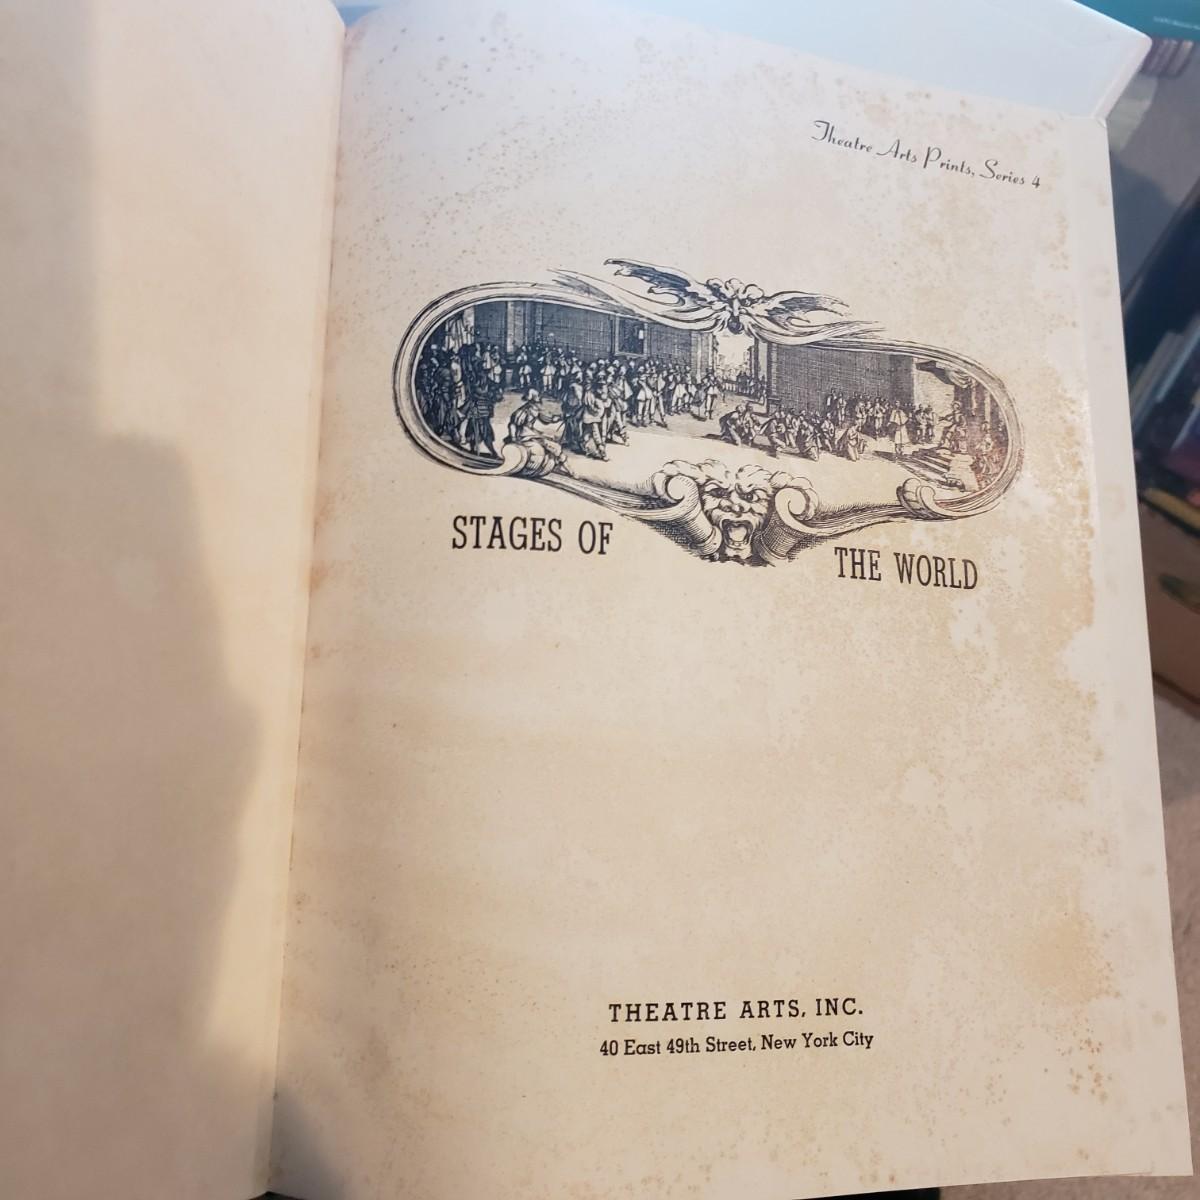 Theatre Arts Prints, Series 4
STAGES OF THE WORLD
THEATRE ARTS, INC.
40 East 49th Street, New York City